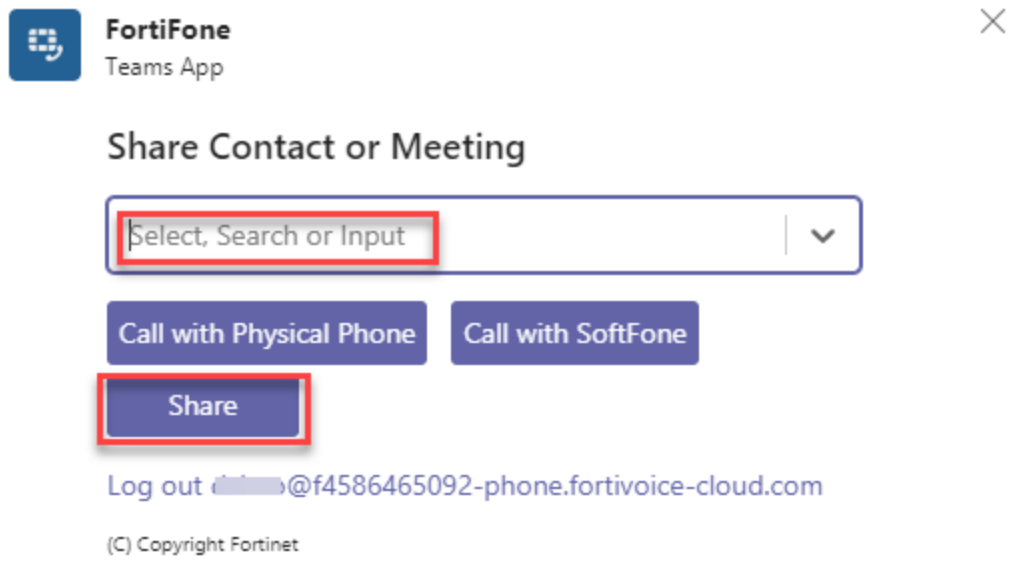 FortiFone
Teams App
Share Contact or Meeting
Select, Search or Input
Call with Physical Phone Call with SoftFone
Share
Log out @f4586465092-phone.fortivoice-cloud.com
(C) Copyright Fortinet